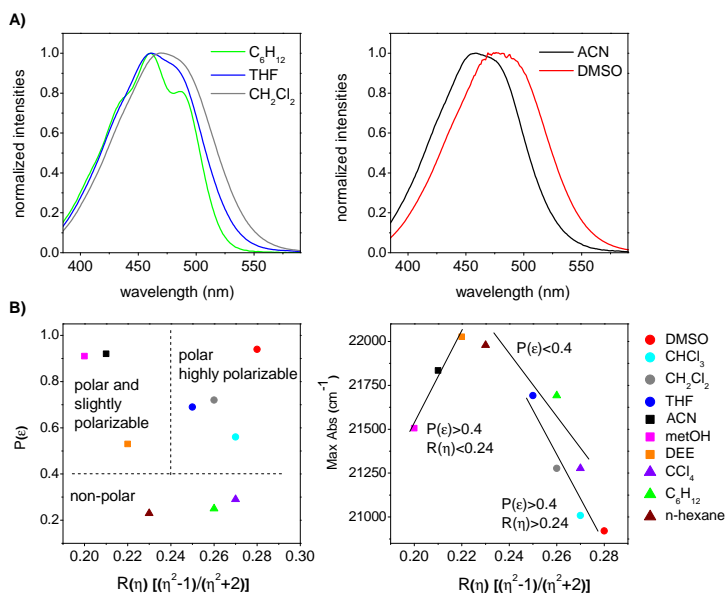 A)
normalized intensities
1.0
0.8
0.6
0.4
0.2
0.0
400
450
500
550
wavelength (nm)
C₆H₁₂
THF
CH₂Cl₂
normalized intensities
1.0
0.8
0.6
0.4
0.2
0.0
400
450
500
550
wavelength (nm)
ACN
DMSO
B)
P(ε)
1.0
0.8
0.6
0.4
0.2
0.20
0.22
0.24
0.26
0.28
0.30
R(η) [(η²-1)/(η²+2)]
polar and
slightly
polarizable
polar
highly polarizable
non-polar
Max Abs (cm⁻¹)
22000
21750
21500
21250
21000
0.20
0.22
0.24
0.26
0.28
R(η) [(η²-1)/(η²+2)]
P(ε)<0.4
P(ε)>0.4
R(η)<0.24
P(ε)>0.4
R(η)>0.24
DMSO
CHCl₃
CH₂Cl₂
THF
ACN
metOH
DEE
CCl₄
C₆H₁₂
n-hexane